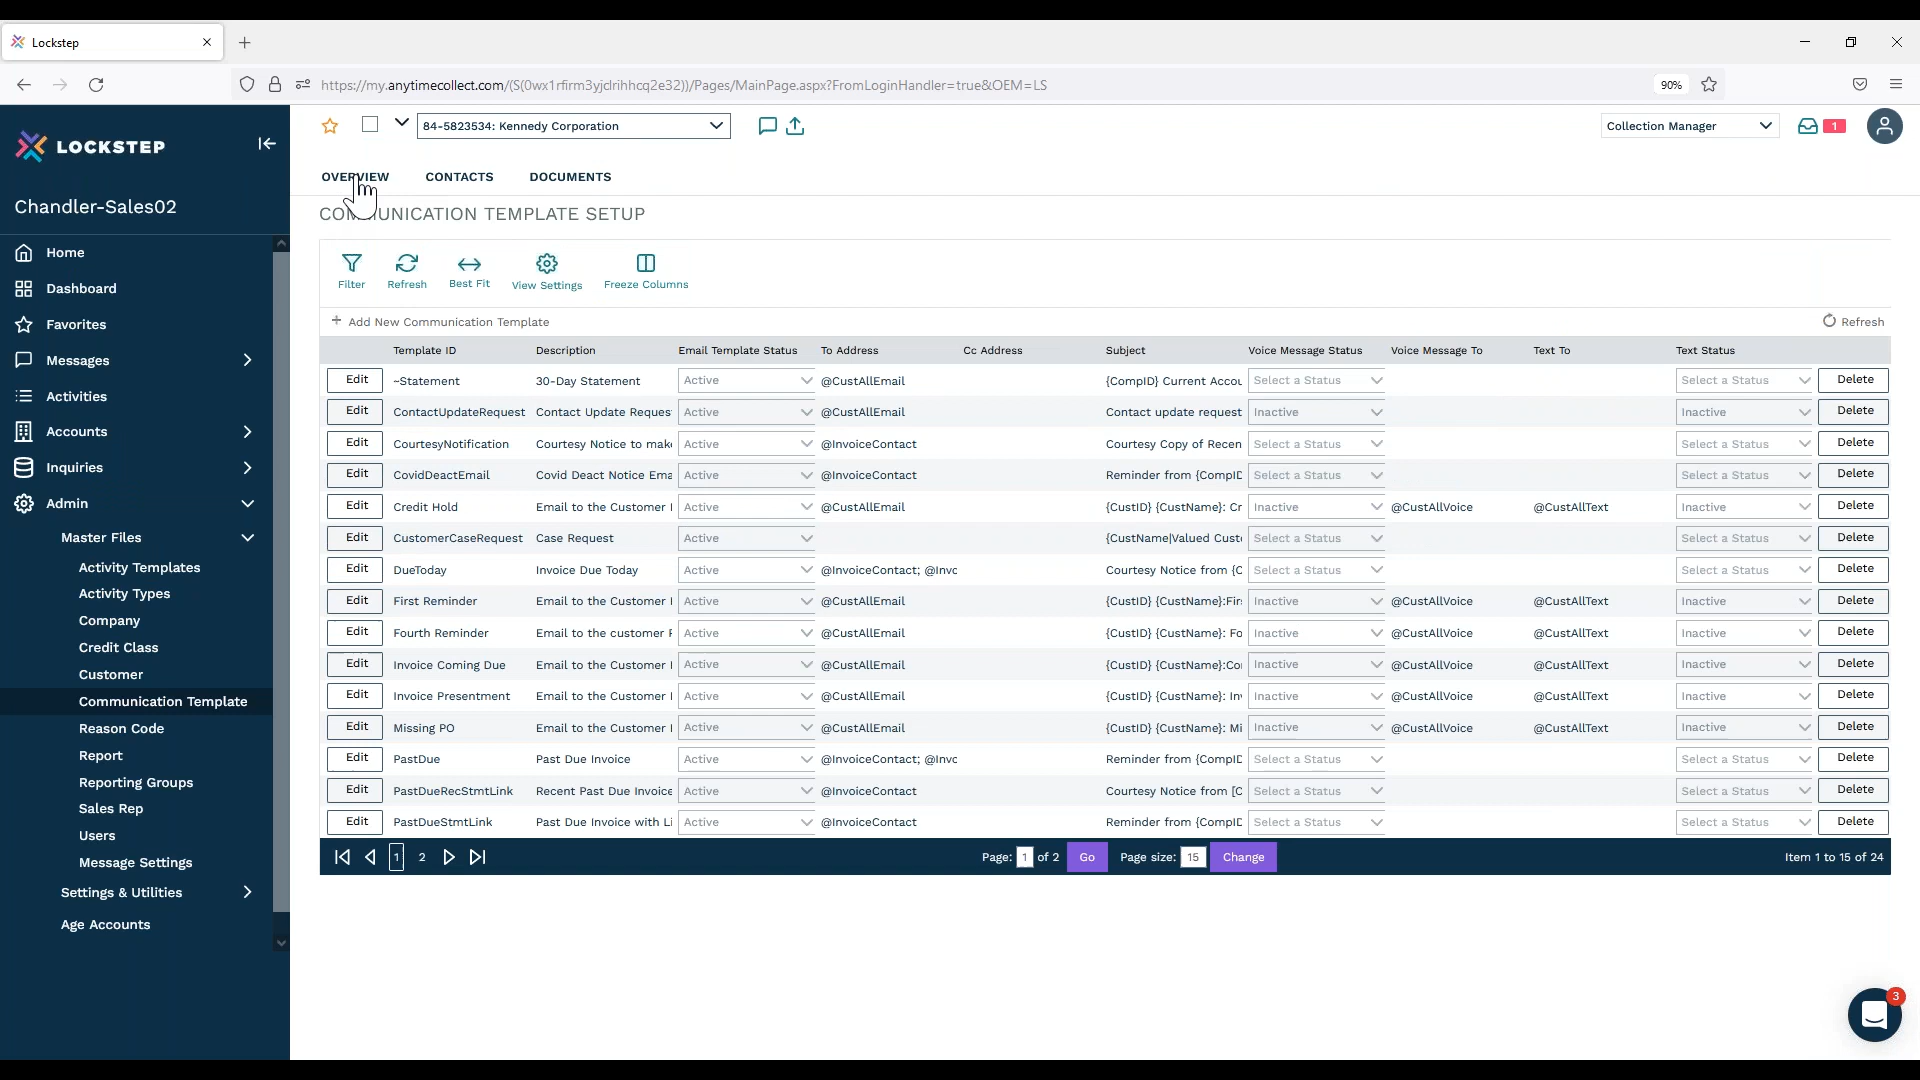 Lockstep
https://my.anytimecollect.com/(S(0wx1rfirm3yjclrihhcq2e32))/Pages/MainPage.aspx?FromLoginHandler=true&OEM=LS
90%
LOCKSTEP
84-5823534: Kennedy Corporation
Collection Manager
1
OVERVIEW CONTACTS DOCUMENTS
Chandler-Sales02
Home
Dashboard
Favorites
Messages
Activities
Accounts
Inquiries
Admin
Master Files
Activity Templates
Activity Types
Company
Credit Class
Customer
Communication Template
Reason Code
Report
Reporting Groups
Sales Rep
Users
Message Settings
Settings & Utilities
Age Accounts
COMMUNICATION TEMPLATE SETUP
Filter Refresh Best Fit View Settings Freeze Columns
Add New Communication Template Refresh
Template ID Description Email Template Status To Address Cc Address Subject Voice Message Status Voice Message To Text To Text Status
Edit ~Statement 30-Day Statement Active @CustAllEmail {CompID} Current Accou Select a Status Select a Status Delete
Edit ContactUpdateRequest Contact Update Reques Active @CustAllEmail Contact update request Inactive Inactive Delete
Edit CourtesyNotification Courtesy Notice to make Active @InvoiceContact Courtesy Copy of Recen Select a Status Select a Status Delete
Edit CovidDeactEmail Covid Deact Notice Ema Active @InvoiceContact Reminder from {CompID Select a Status Select a Status Delete
Edit Credit Hold Email to the Customer Active @CustAllEmail {CustID} {CustName}: Cr Inactive @CustAllVoice @CustAllText Inactive Delete
Edit CustomerCaseRequest Case Request Active {CustName|Valued Custo Select a Status Select a Status Delete
Edit DueToday Invoice Due Today Active @InvoiceContact; @Invo Courtesy Notice from {C Select a Status Select a Status Delete
Edit First Reminder Email to the Customer Active @CustAllEmail {CustID} {CustName}:Fir Inactive @CustAllVoice @CustAllText Inactive Delete
Edit Fourth Reminder Email to the customer F Active @CustAllEmail {CustID} {CustName}: Fo Inactive @CustAllVoice @CustAllText Inactive Delete
Edit Invoice Coming Due Email to the Customer Active @CustAllEmail {CustID} {CustName}:Co Inactive @CustAllVoice @CustAllText Inactive Delete
Edit Invoice Presentment Email to the Customer Active @CustAllEmail {CustID} {CustName}: Inv Inactive @CustAllVoice @CustAllText Inactive Delete
Edit Missing PO Email to the Customer Active @CustAllEmail {CustID} {CustName}: Mi Inactive @CustAllVoice @CustAllText Inactive Delete
Edit PastDue Past Due Invoice Active @InvoiceContact; @Invo Reminder from {CompID Select a Status Select a Status Delete
Edit PastDueRecStmtLink Recent Past Due Invoice Active @InvoiceContact Courtesy Notice from [C Select a Status Select a Status Delete
Edit PastDueStmtLink Past Due Invoice with Li Active @InvoiceContact Reminder from {CompID Select a Status Select a Status Delete
1 2 Page: 1 of 2 Go Page size: 15 Change Item 1 to 15 of 24
3